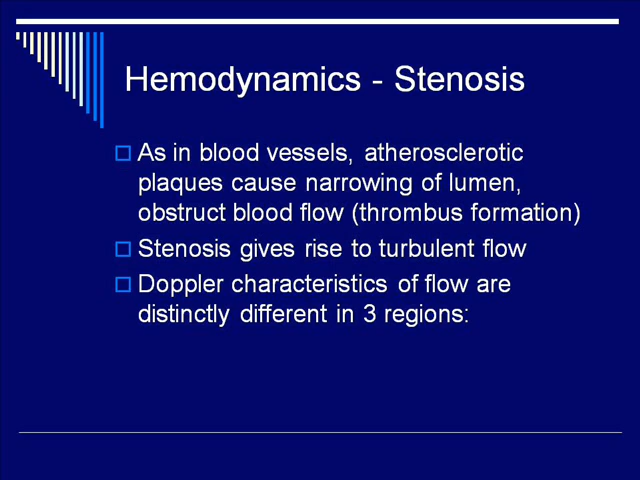 Hemodynamics - Stenosis
As in blood vessels, atherosclerotic
plaques cause narrowing of lumen,
obstruct blood flow (thrombus formation)
Stenosis gives rise to turbulent flow
Doppler characteristics of flow are
distinctly different in 3 regions: